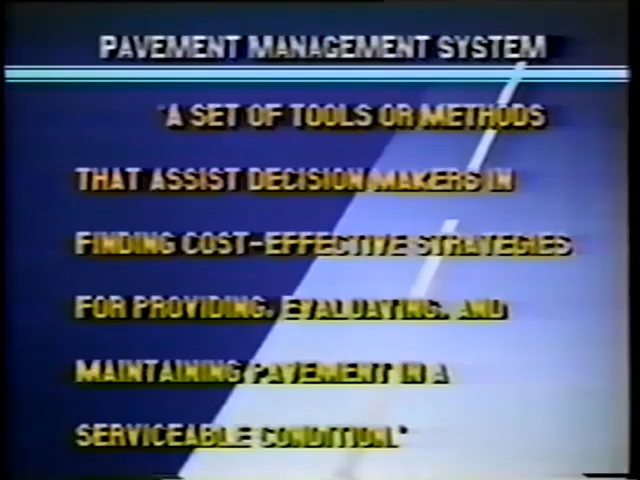 PAVEMENT MANAGEMENT SYSTEM
"A SET OF TOOLS OR METHODS
THAT ASSIST DECISION MAKERS IN
FINDING COST-EFFECTIVE STRATEGIES
FOR PROVIDING, EVALUATING, AND
MAINTAINING PAVEMENT IN A
SERVICEABLE CONDITION."